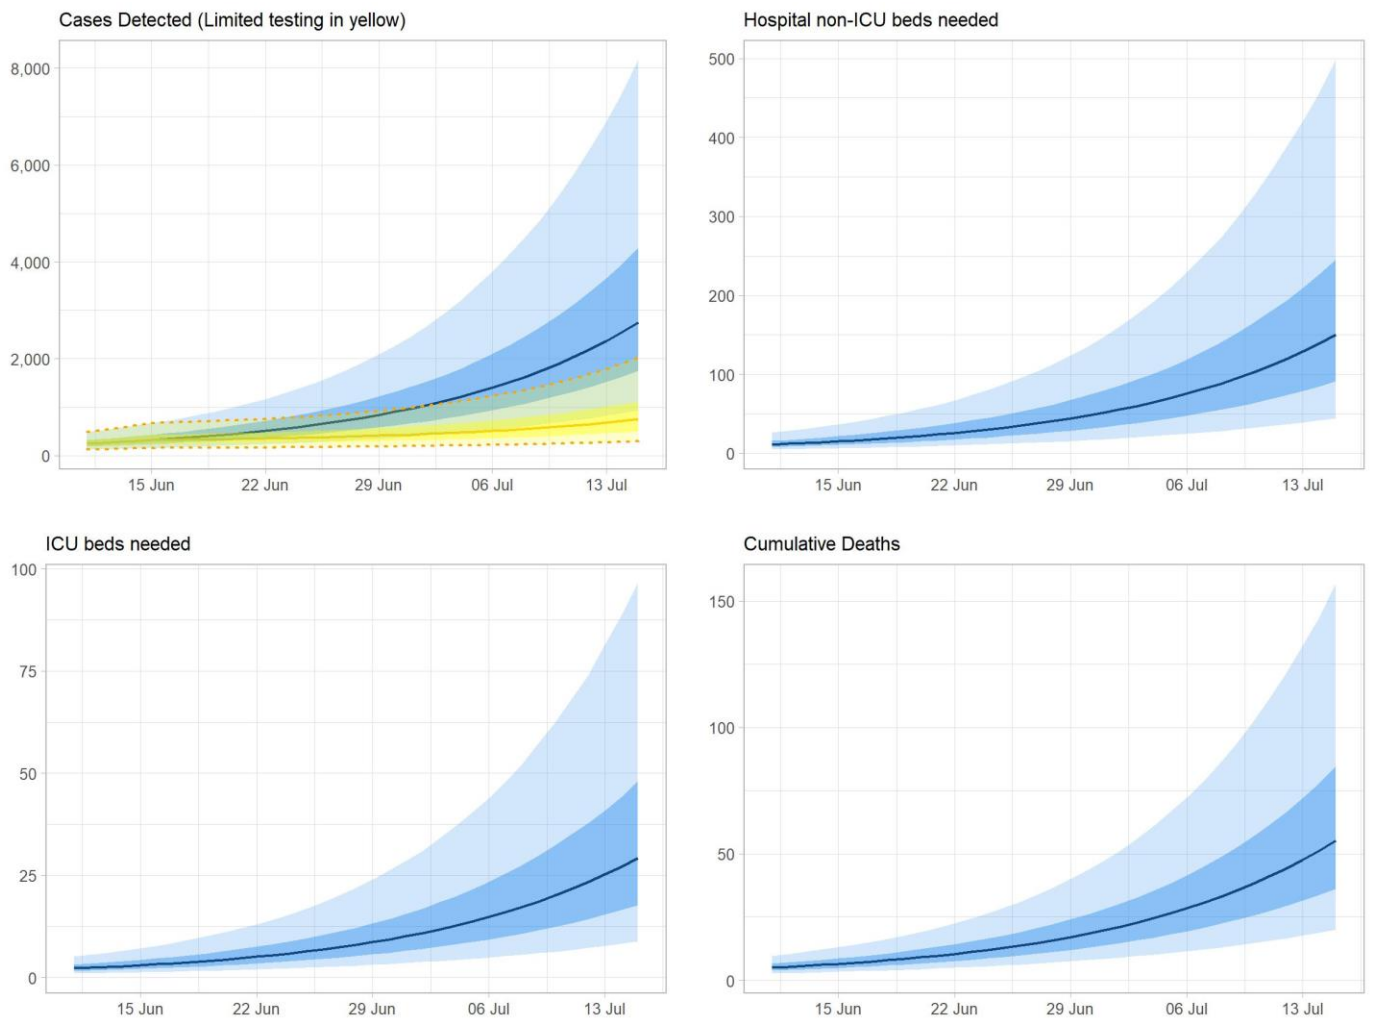 Cases Detected (Limited testing in yellow)
8,000
6,000
4,000
2,000
0
15 Jun 22 Jun 29 Jun 06 Jul 13 Jul
Hospital non-ICU beds needed
500
400
300
200
100
0
15 Jun 22 Jun 29 Jun 06 Jul 13 Jul
ICU beds needed
100
75
50
25
0
15 Jun 22 Jun 29 Jun 06 Jul 13 Jul
Cumulative Deaths
150
100
50
0
15 Jun 22 Jun 29 Jun 06 Jul 13 Jul